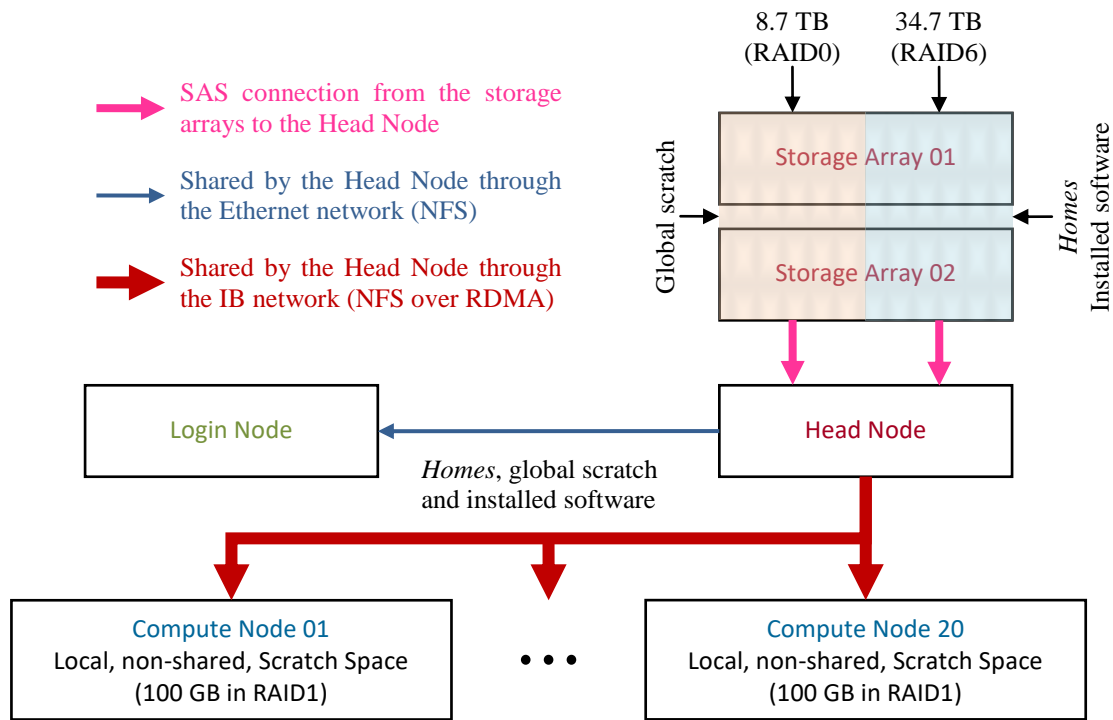 8.7 TB
(RAID0)
34.7 TB
(RAID6)
SAS connection from the storage
arrays to the Head Node
Shared by the Head Node through
the Ethernet network (NFS)
Shared by the Head Node through
the IB network (NFS over RDMA)
Global scratch
Storage Array 01
Storage Array 02
Homes
Installed software
Login Node
Head Node
Homes, global scratch
and installed software
Compute Node 01
Local, non-shared, Scratch Space
(100 GB in RAID1)
• • •
Compute Node 20
Local, non-shared, Scratch Space
(100 GB in RAID1)